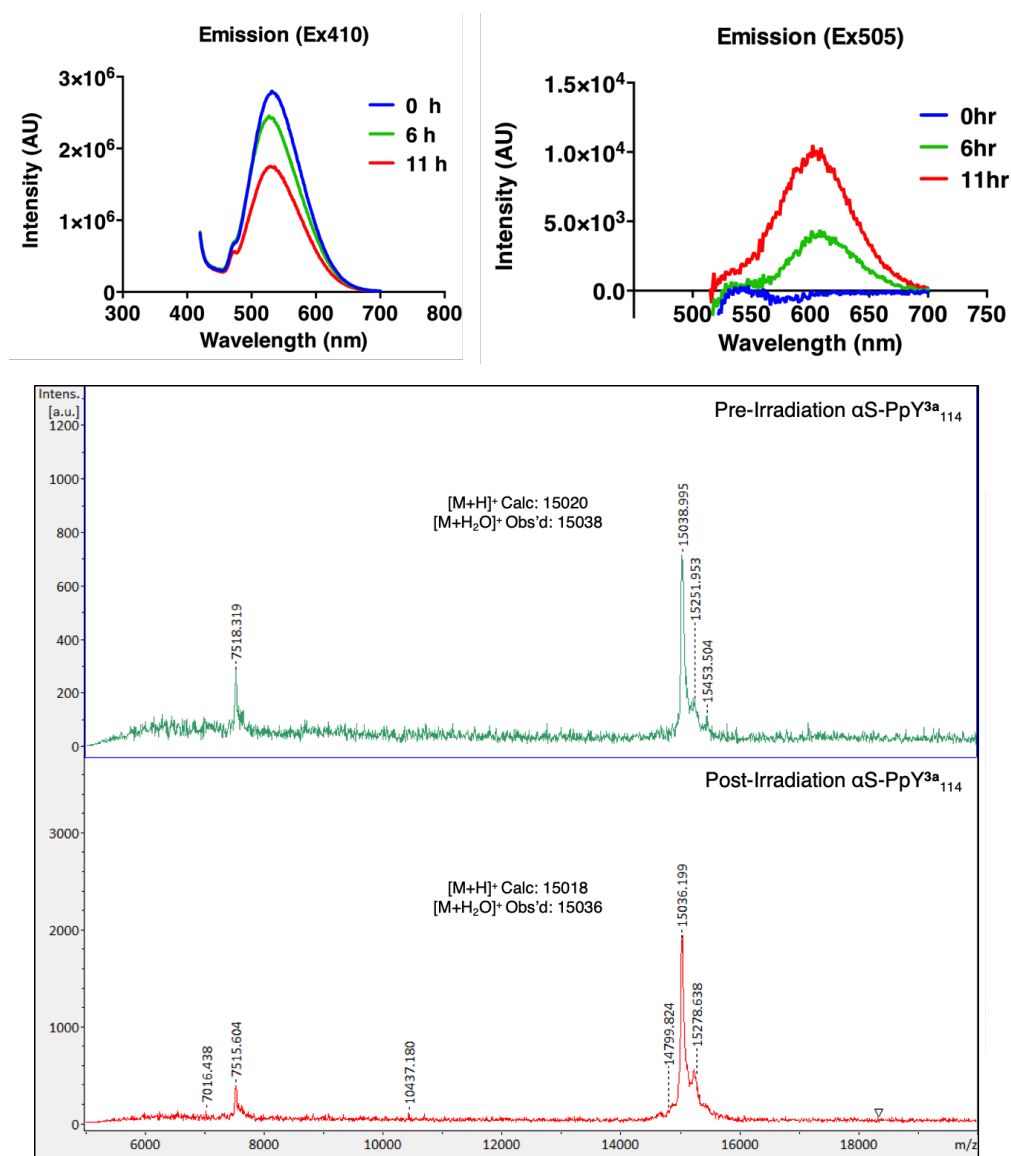 Emission (Ex410)
Intensity (AU)
3×10⁶
2×10⁶
1×10⁶
0
300 400 500 600 700 800
Wavelength (nm)
0 h
6 h
11 h
Emission (Ex505)
Intensity (AU)
1.5×10⁴
1.0×10⁴
5.0×10³
0.0
500 550 600 650 700 750
Wavelength (nm)
0hr
6hr
11hr
Intens.
[a.u.]
1200
1000
800
600
400
200
0
Pre-Irradiation αS-PpY³ᵃ₁₁₄
[M+H]⁺ Calc: 15020
[M+H₂O]⁺ Obs'd: 15038
7518.319
15038.995
15251.953
15453.504
Post-Irradiation αS-PpY³ᵃ₁₁₄
3000
2000
1000
0
[M+H]⁺ Calc: 15018
[M+H₂O]⁺ Obs'd: 15036
7016.438
7515.604
10437.180
14799.824
15036.199
15278.638
6000 8000 10000 12000 14000 16000 18000 m/z